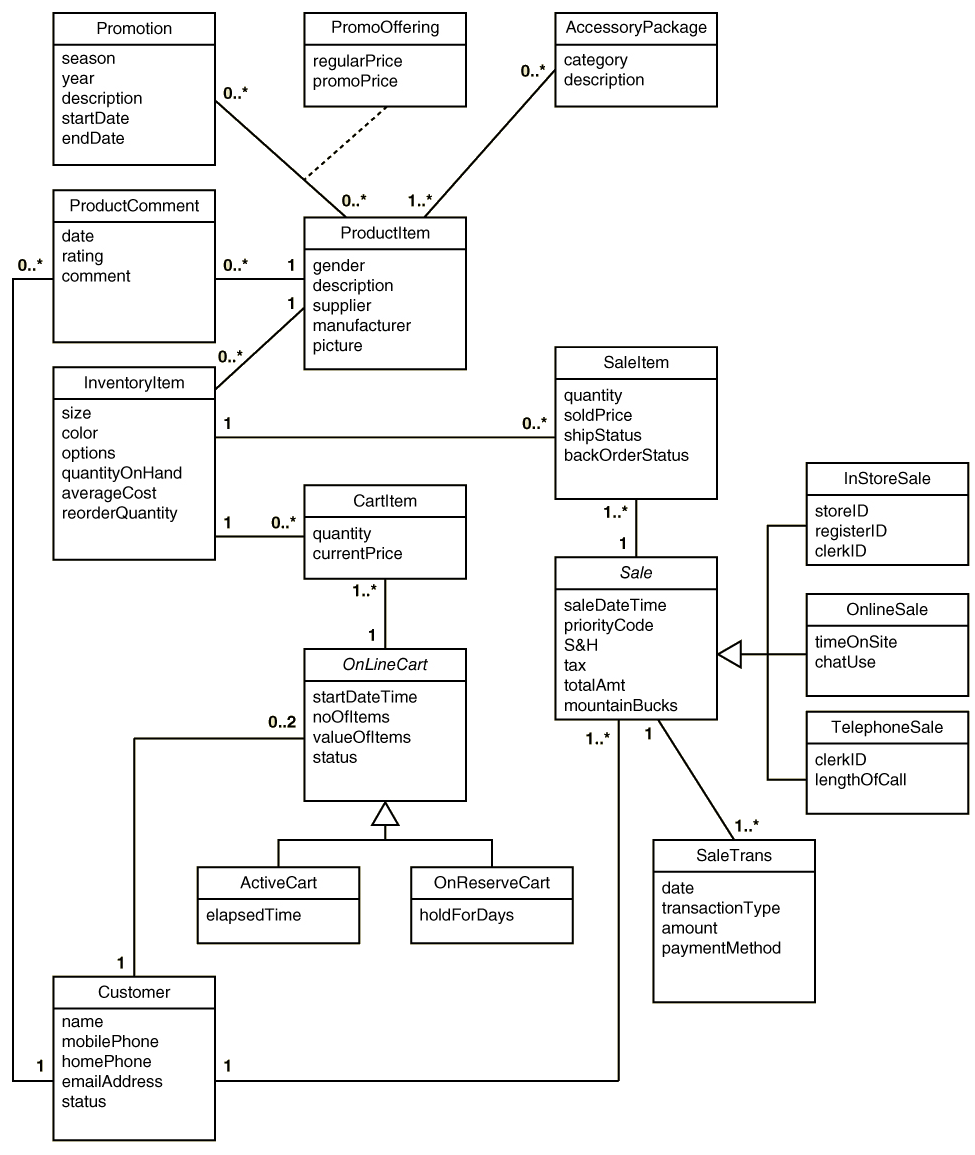 Promotion
season
year
description
startDate
endDate
0..*
PromoOffering
regularPrice
promoPrice
AccessoryPackage
category
description
0..*
0..*
1..*
ProductComment
date
rating
comment
0..*
0..*
1
1
ProductItem
gender
description
supplier
manufacturer
picture
0..*
InventoryItem
size
color
options
quantityOnHand
averageCost
reorderQuantity
1
0..*
1
0..*
SaleItem
quantity
soldPrice
shipStatus
backOrderStatus
1..*
1
CartItem
quantity
currentPrice
1..*
1
Sale
saleDateTime
priorityCode
S&H
tax
totalAmt
mountainBucks
1..*
1
InStoreSale
storeID
registerID
clerkID
OnlineSale
timeOnSite
chatUse
TelephoneSale
clerkID
lengthOfCall
OnLineCart
startDateTime
noOfItems
valueOfItems
status
0..2
ActiveCart
elapsedTime
OnReserveCart
holdForDays
1..*
SaleTrans
date
transactionType
amount
paymentMethod
1
Customer
name
mobilePhone
homePhone
emailAddress
status
1
1